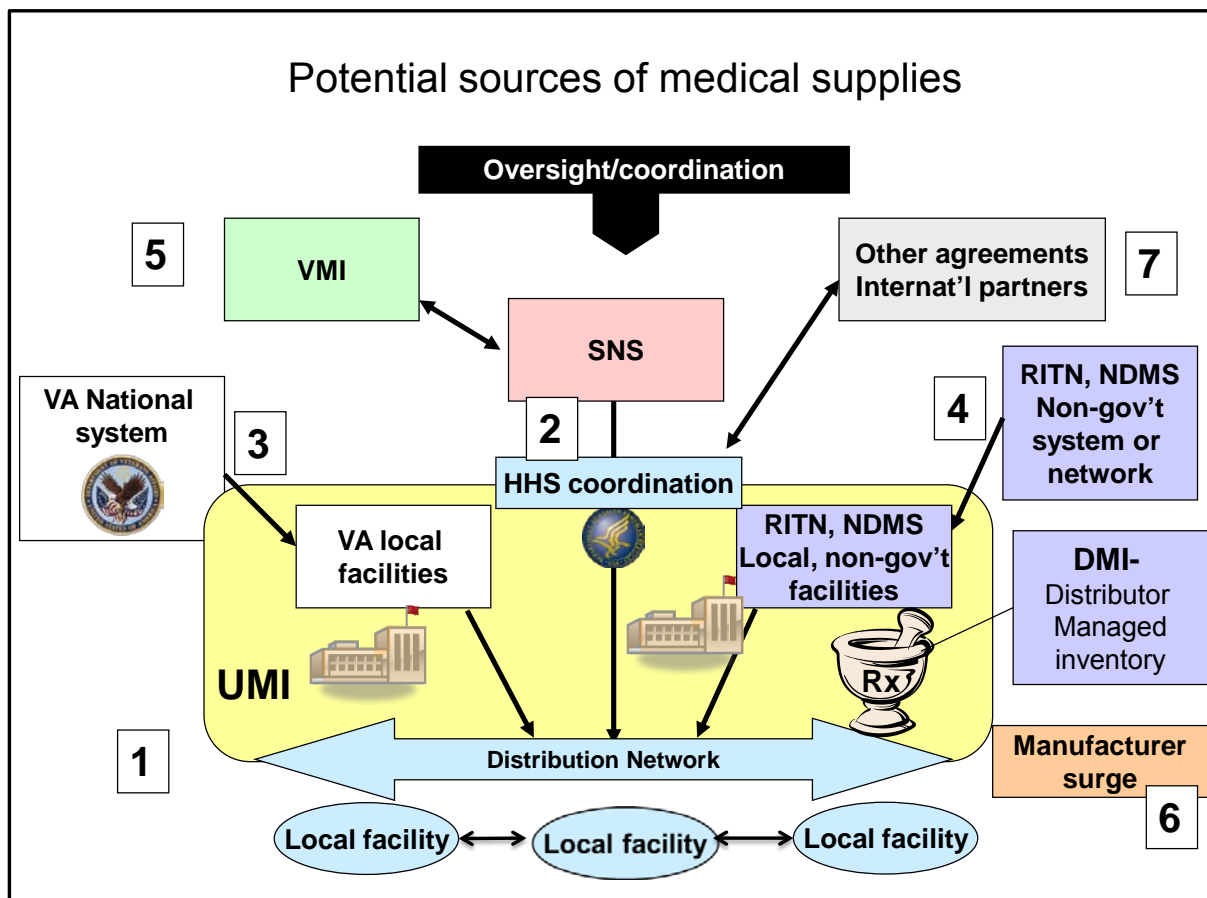 Potential sources of medical supplies
Oversight/coordination
5
VMI
Other agreements
Internat'l partners
7
SNS
VA National
system
3
2
4
RITN, NDMS
Non-gov't
system or
network
HHS coordination
VA local
facilities
RITN, NDMS
Local, non-gov't
facilities
DMI-
Distributor
Managed
inventory
Rx
UMI
1
Distribution Network
Manufacturer
surge
6
Local facility
Local facility
Local facility